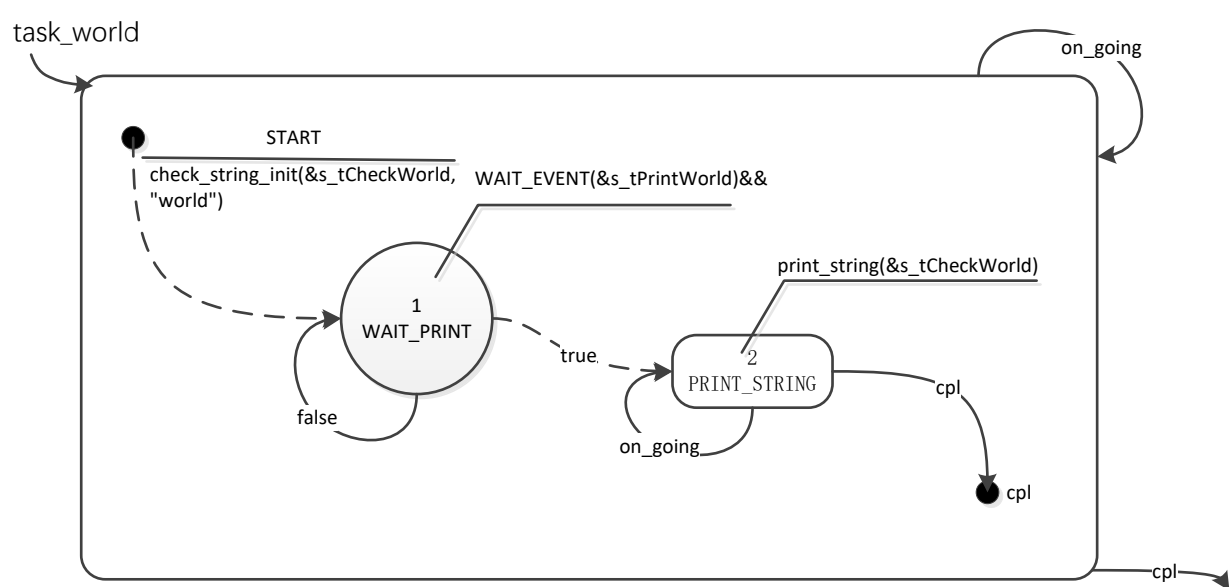 task_world
on_going
START
check_string_init(&s_tCheckWorld,
"world")
WAIT_EVENT(&s_tPrintWorld)&&
print_string(&s_tCheckWorld)
1
WAIT_PRINT
true
2
PRINT_STRING
cpl
false
on_going
cpl
cpl